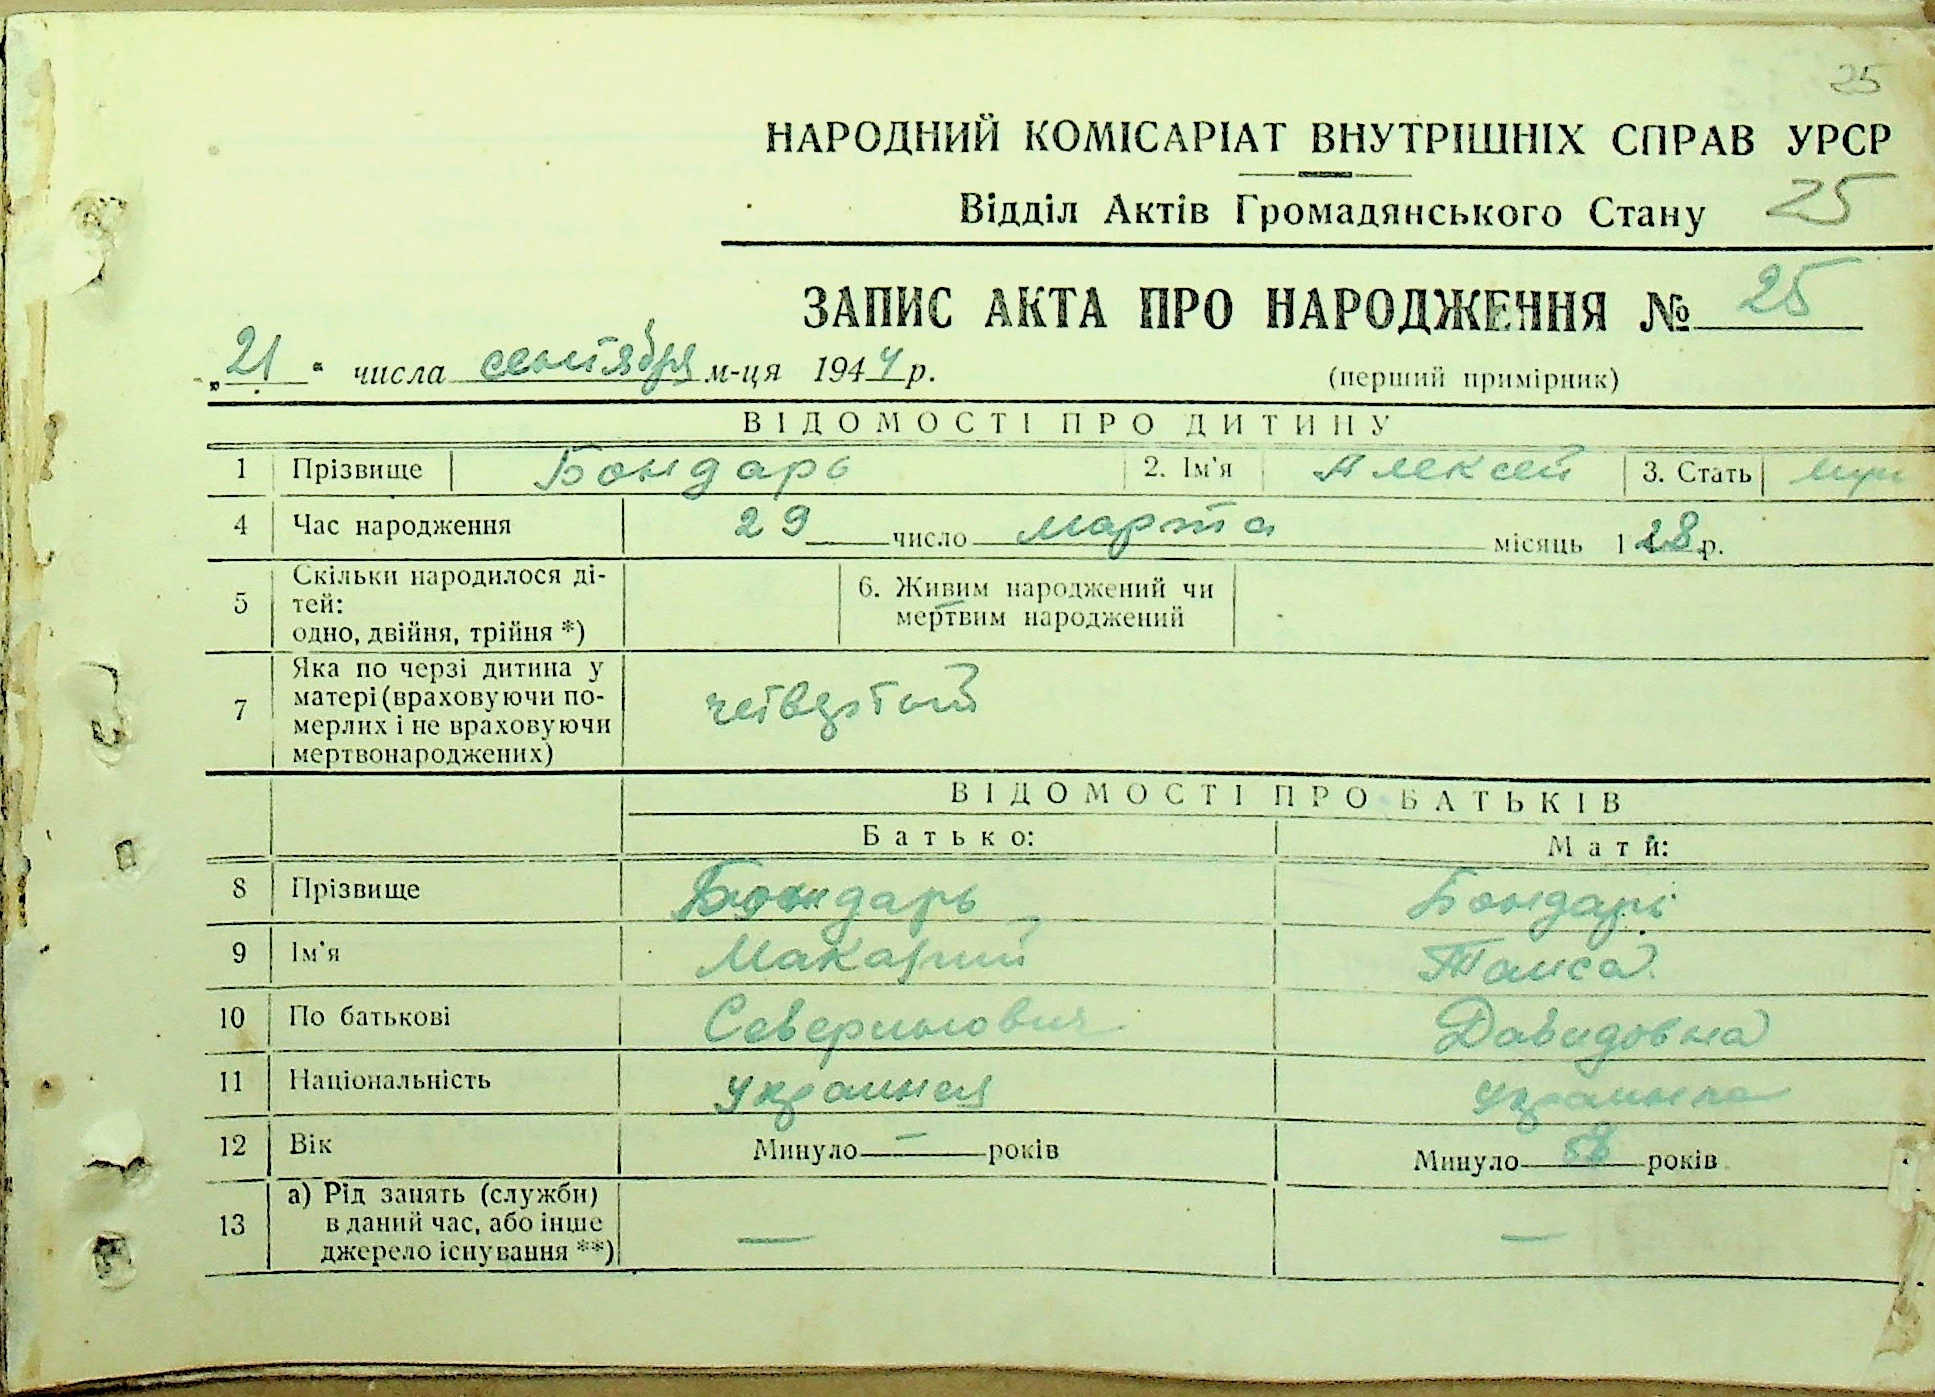 25
НАРОДНИЙ КОМІСАРІАТ ВНУТРІШНІХ СПРАВ УРСР
Відділ Актів Громадянського Стану 25
ЗАПИС АКТА ПРО НАРОДЖЕННЯ № 25
„21“ числа сентября м-ця 1944 р. (перший примірник)
ВІДОМОСТІ ПРО ДИТИНУ
1 Прізвище Бондарь 2. Ім'я Алексей 3. Стать муж
4 Час народження 29 число марта місяць 1928 р.
5 Скільки народилося ді-
тей:
одно, двійня, трійня *)
6. Живим народжений чи
мертвим народжений
7 Яка по черзі дитина у
матері (враховуючи по-
мерлих і не враховуючи
мертвонароджених)
четвертый
ВІДОМОСТІ ПРО БАТЬКІВ
Батько: Мати:
8 Прізвище Бондарь Бондарь
9 Ім'я Макарий Таиса
10 По батькові Северинович Давидовна
11 Національність украинец украинка
12 Вік Минуло — років Минуло років
13 а) Рід занять (служби)
в даний час, або інше
джерело існування **)
— —